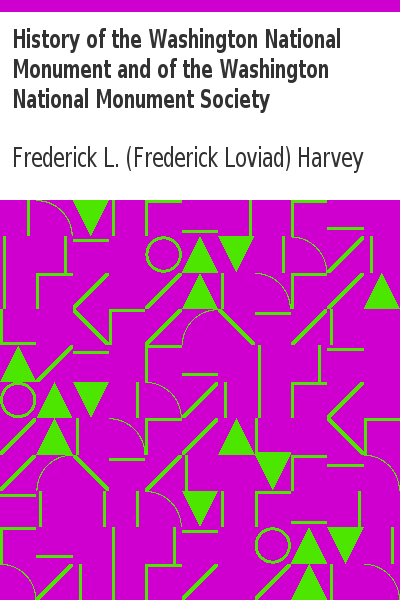 History of the Washington National
Monument and of the Washington
National Monument Society
Frederick L. (Frederick Loviad) Harvey